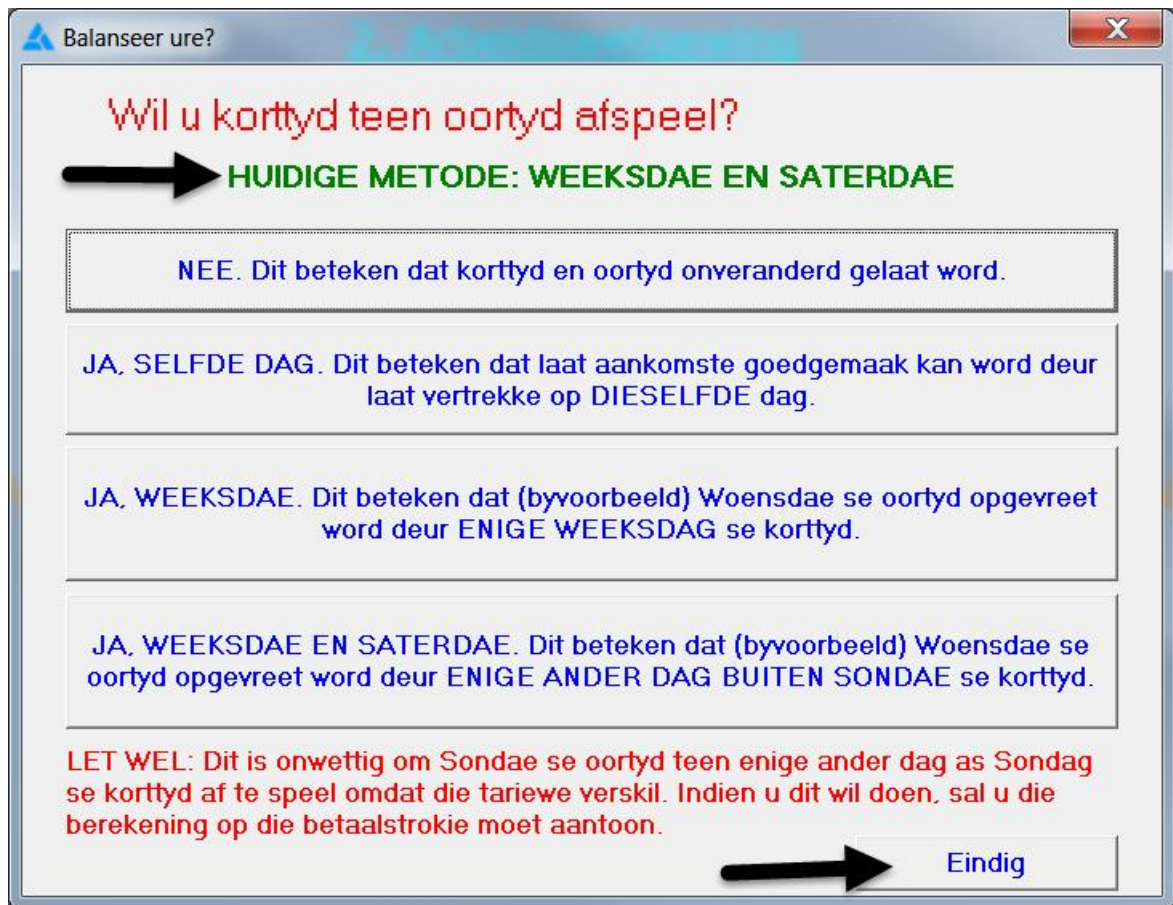 Balanseer ure?
Wil u korttyd teen oortyd afspeel?
HUIDIGE METODE: WEEKSDAE EN SATERDAE
NEE. Dit beteken dat korttyd en oortyd onveranderd gelaat word.
JA, SELFDE DAG. Dit beteken dat laat aankomste goedgemaak kan word deur
laat vertrekke op DIESELFDE dag.
JA, WEEKSDAE. Dit beteken dat (byvoorbeeld) Woensdae se oortyd opgevreet
word deur ENIGE WEEKSDAG se korttyd.
JA, WEEKSDAE EN SATERDAE. Dit beteken dat (byvoorbeeld) Woensdae se
oortyd opgevreet word deur ENIGE ANDER DAG BUITEN SONDAE se korttyd.
LET WEL: Dit is onwettig om Sondae se oortyd teen enige ander dag as Sondag
se korttyd af te speel omdat die tariewe verskil. Indien u dit wil doen, sal u die
berekening op die betaalstrokie moet aantoon.
Eindig